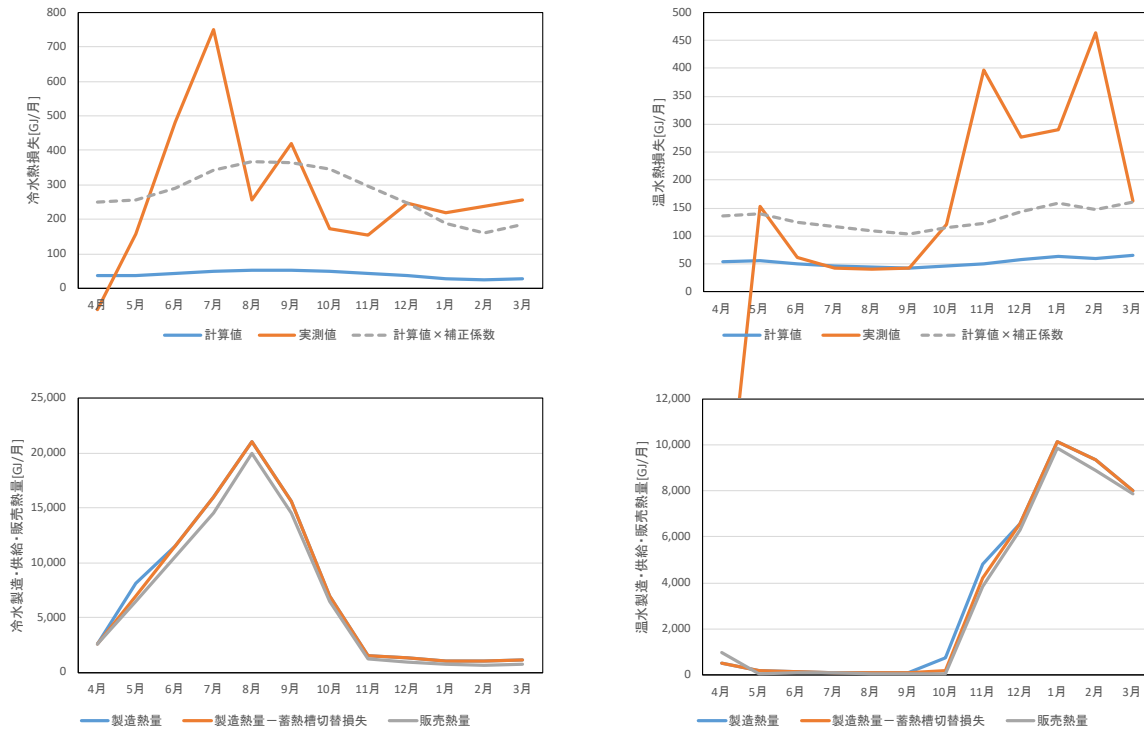 冷水熱損失[GJ/月]
800
700
600
500
400
300
200
100
0
4月 5月 6月 7月 8月 9月 10月 11月 12月 1月 2月 3月
計算値 実測値 計算値×補正係数
温水熱損失[GJ/月]
500
450
400
350
300
250
200
150
100
50
0
4月 5月 6月 7月 8月 9月 10月 11月 12月 1月 2月 3月
計算値 実測値 計算値×補正係数
冷水製造・供給・販売熱量[GJ/月]
25,000
20,000
15,000
10,000
5,000
0
4月 5月 6月 7月 8月 9月 10月 11月 12月 1月 2月 3月
製造熱量 製造熱量－蓄熱槽切替損失 販売熱量
温水製造・供給・販売熱量[GJ/月]
12,000
10,000
8,000
6,000
4,000
2,000
0
4月 5月 6月 7月 8月 9月 10月 11月 12月 1月 2月 3月
製造熱量 製造熱量－蓄熱槽切替損失 販売熱量